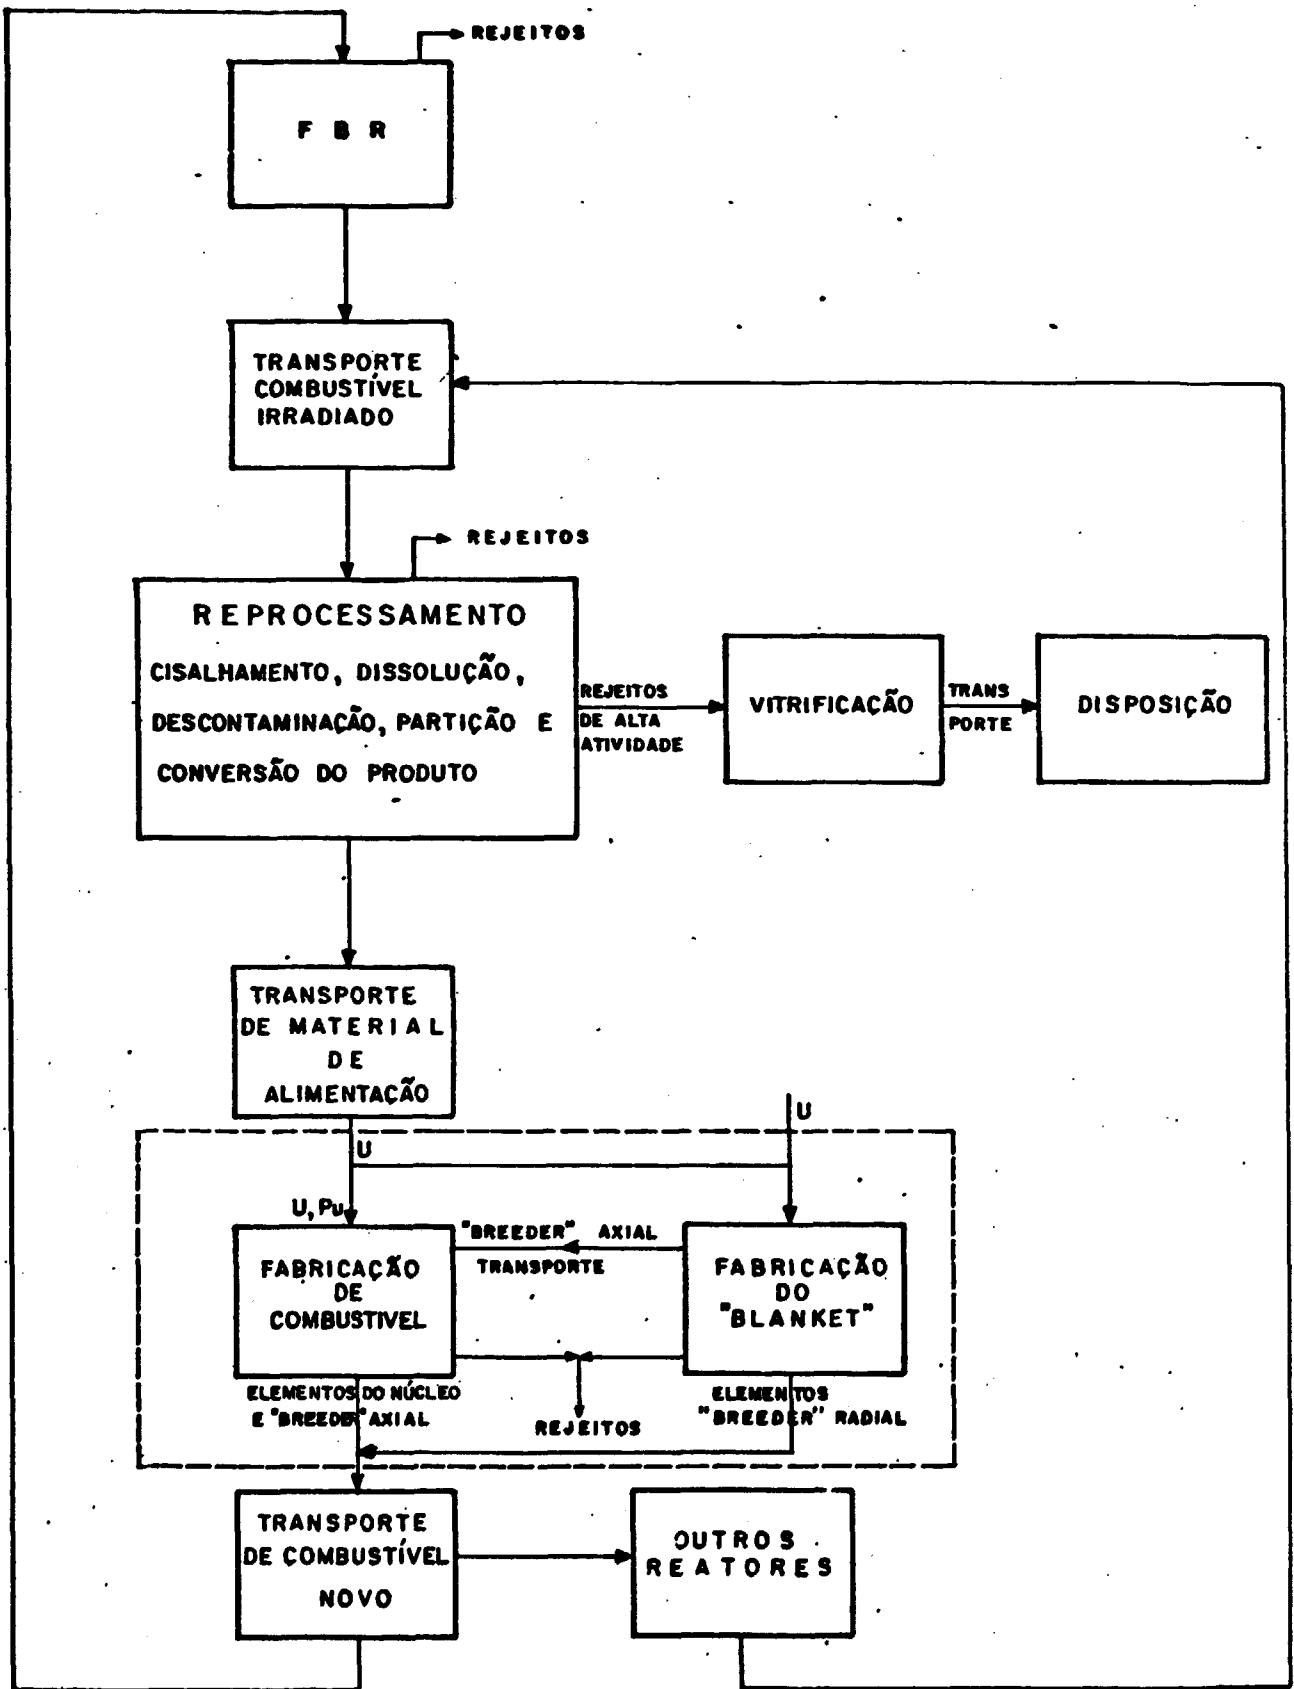 REJEITOS
F B R
TRANSPORTE
COMBUSTÍVEL
IRRADIADO
REJEITOS
REPROCESSAMENTO
CISALHAMENTO, DISSOLUÇÃO,
DESCONTAMINAÇÃO, PARTIÇÃO E
CONVERSÃO DO PRODUTO
REJEITOS
DE ALTA
ATIVIDADE
VITRIFICAÇÃO
TRANS
PORTE
DISPOSIÇÃO
TRANSPORTE
DE MATERIAL
DE
ALIMENTAÇÃO
U
U
U, Pu
"BREEDER" AXIAL
TRANSPORTE
FABRICAÇÃO
DE
COMBUSTIVEL
FABRICAÇÃO
DO
"BLANKET"
ELEMENTOS DO NÚCLEO
E "BREEDER" AXIAL
REJEITOS
ELEMENTOS
"BREEDER" RADIAL
TRANSPORTE
DE COMBUSTÍVEL
NOVO
OUTROS
REATORES